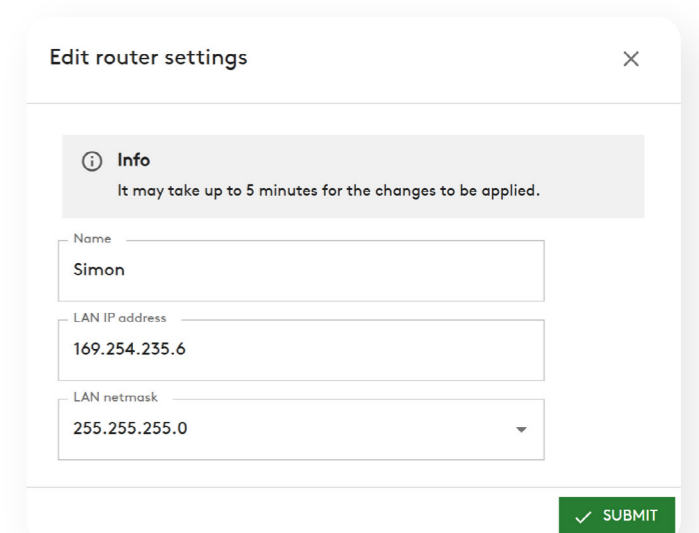 Edit router settings
Info
It may take up to 5 minutes for the changes to be applied.
Name
Simon
LAN IP address
169.254.235.6
LAN netmask
255.255.255.0
SUBMIT